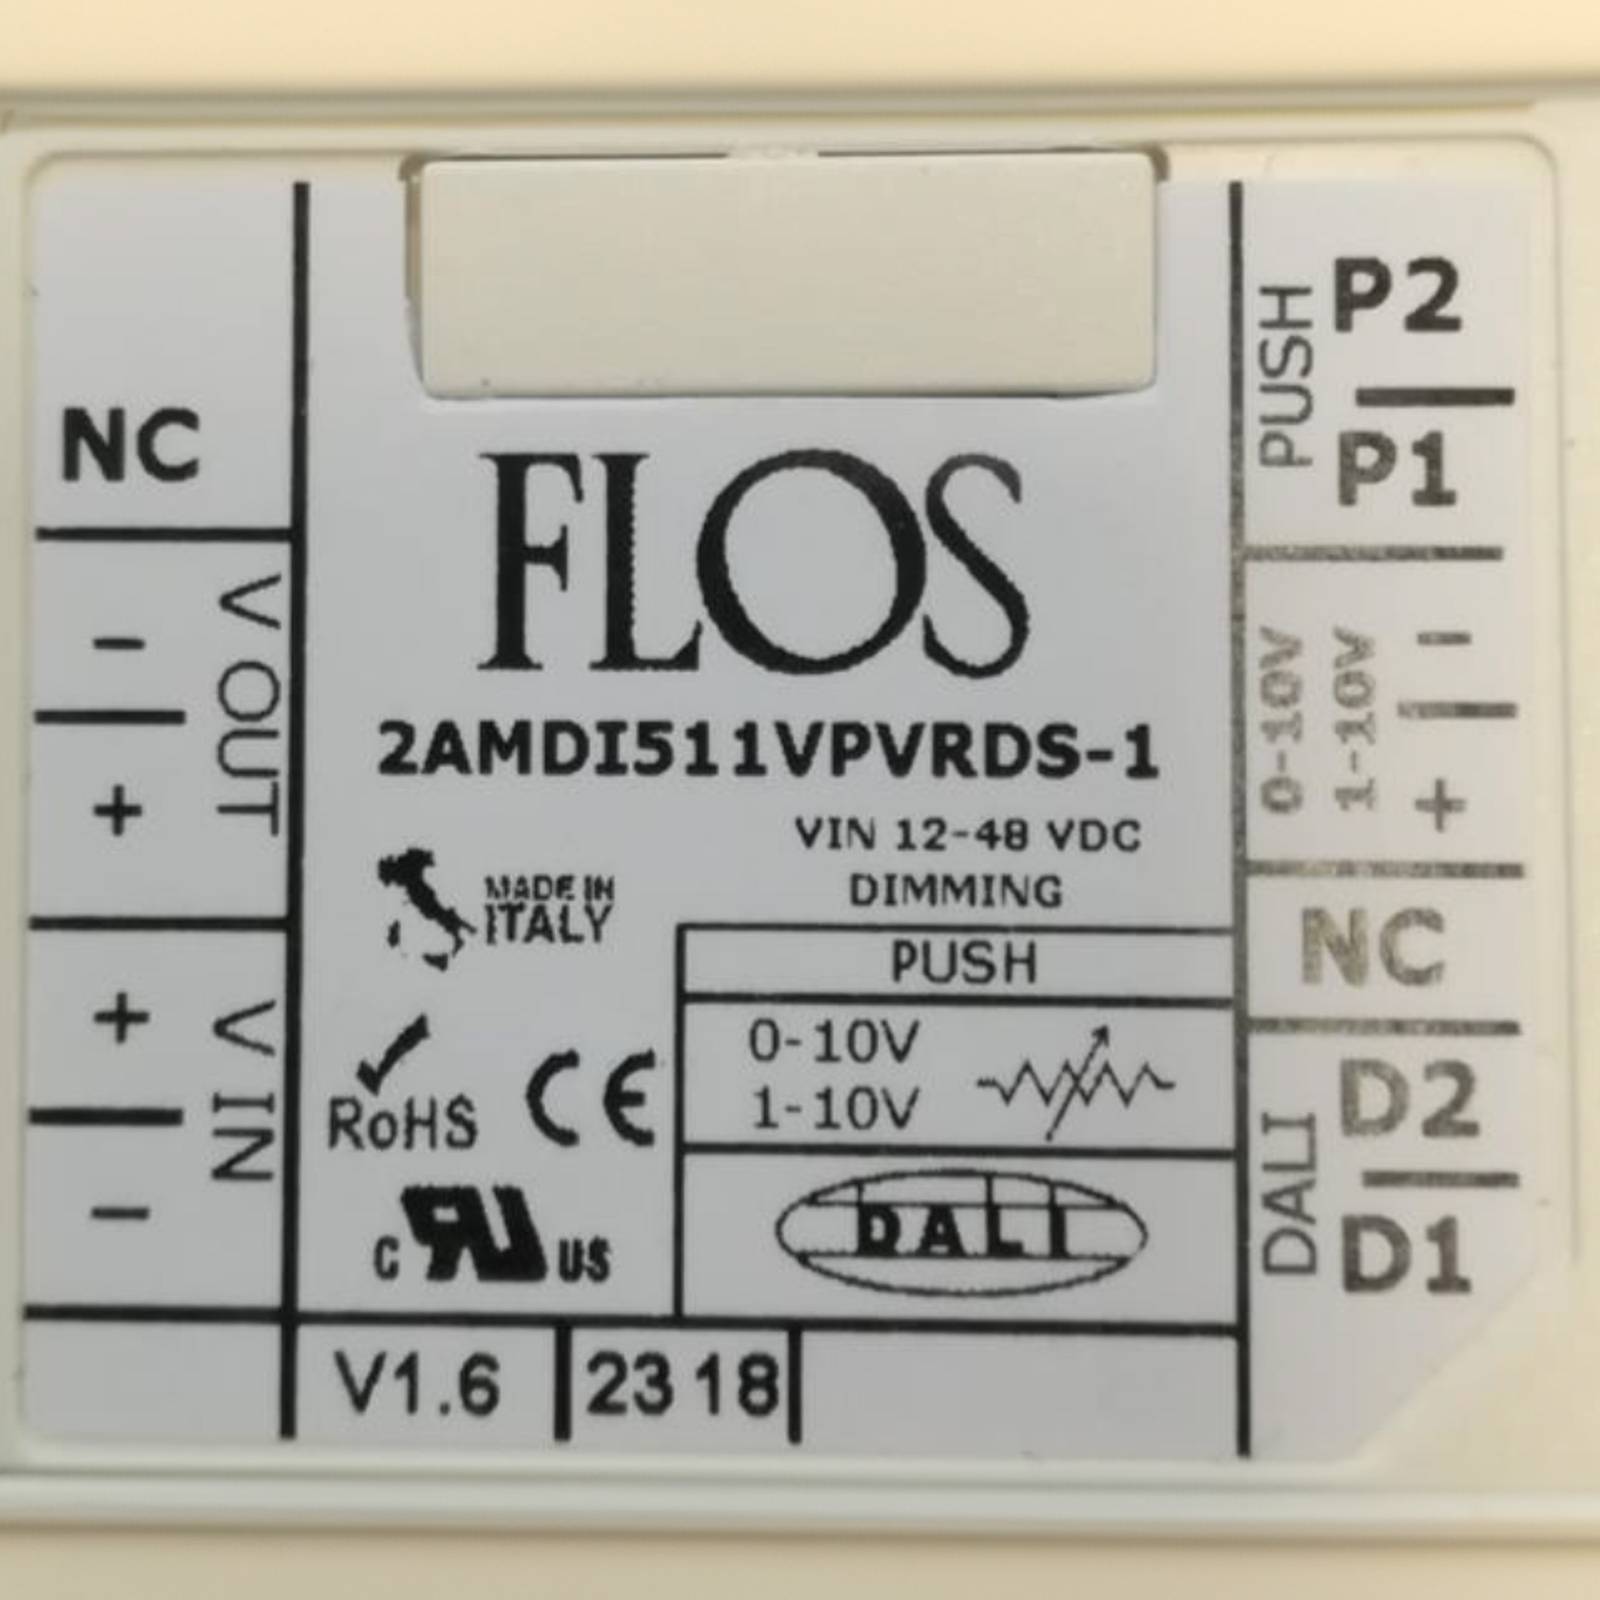 NC
V OUT
-
+
V IN
+
-
FLOS
2AMDI511VPVRDS-1
VIN 12-48 VDC
DIMMING
MADE IN
ITALY
PUSH
0-10V
1-10V
RoHS
CE
DALI
c RU US
V1.6
23 18
PUSH
P2
P1
0-10V
1-10V
-
+
NC
DALI
D2
D1